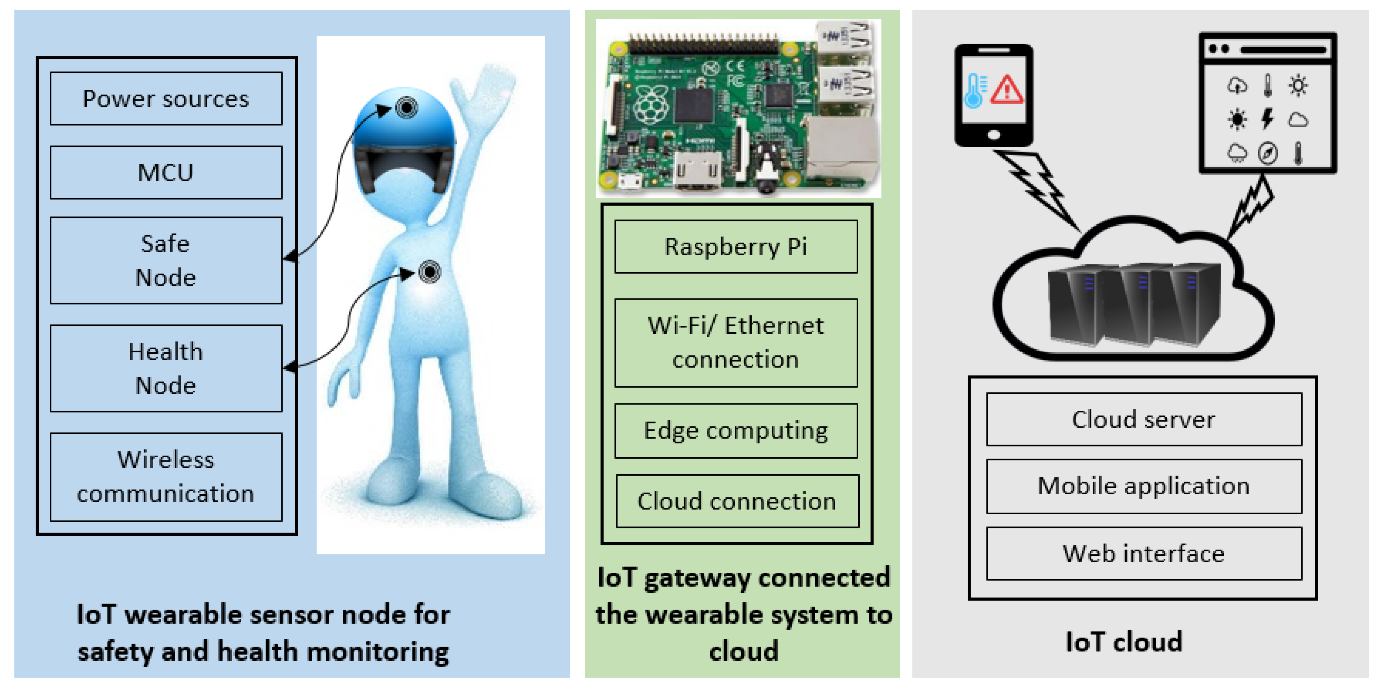 Power sources
MCU
Safe
Node
Health
Node
Wireless
communication
IoT wearable sensor node for
safety and health monitoring
HDMI
Raspberry Pi
Wi-Fi/ Ethernet
connection
Edge computing
Cloud connection
IoT gateway connected
the wearable system to
cloud
Cloud server
Mobile application
Web interface
IoT cloud